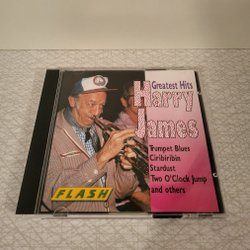 Greatest Hits
Harry
James
Trumpet Blues
Ciribiribin
Stardust
Two O'Clock Jump
and others
FLASH